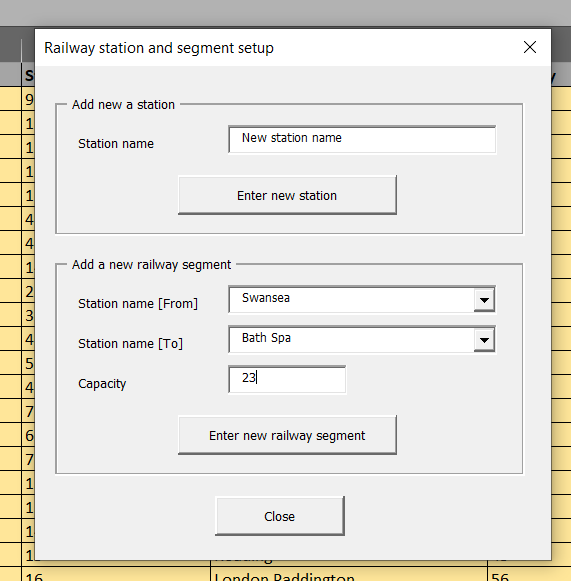 Railway station and segment setup
Add new a station
Station name
New station name
Enter new station
Add a new railway segment
Station name [From]
Swansea
Station name [To]
Bath Spa
Capacity
23
Enter new railway segment
Close
16 London Paddington 56